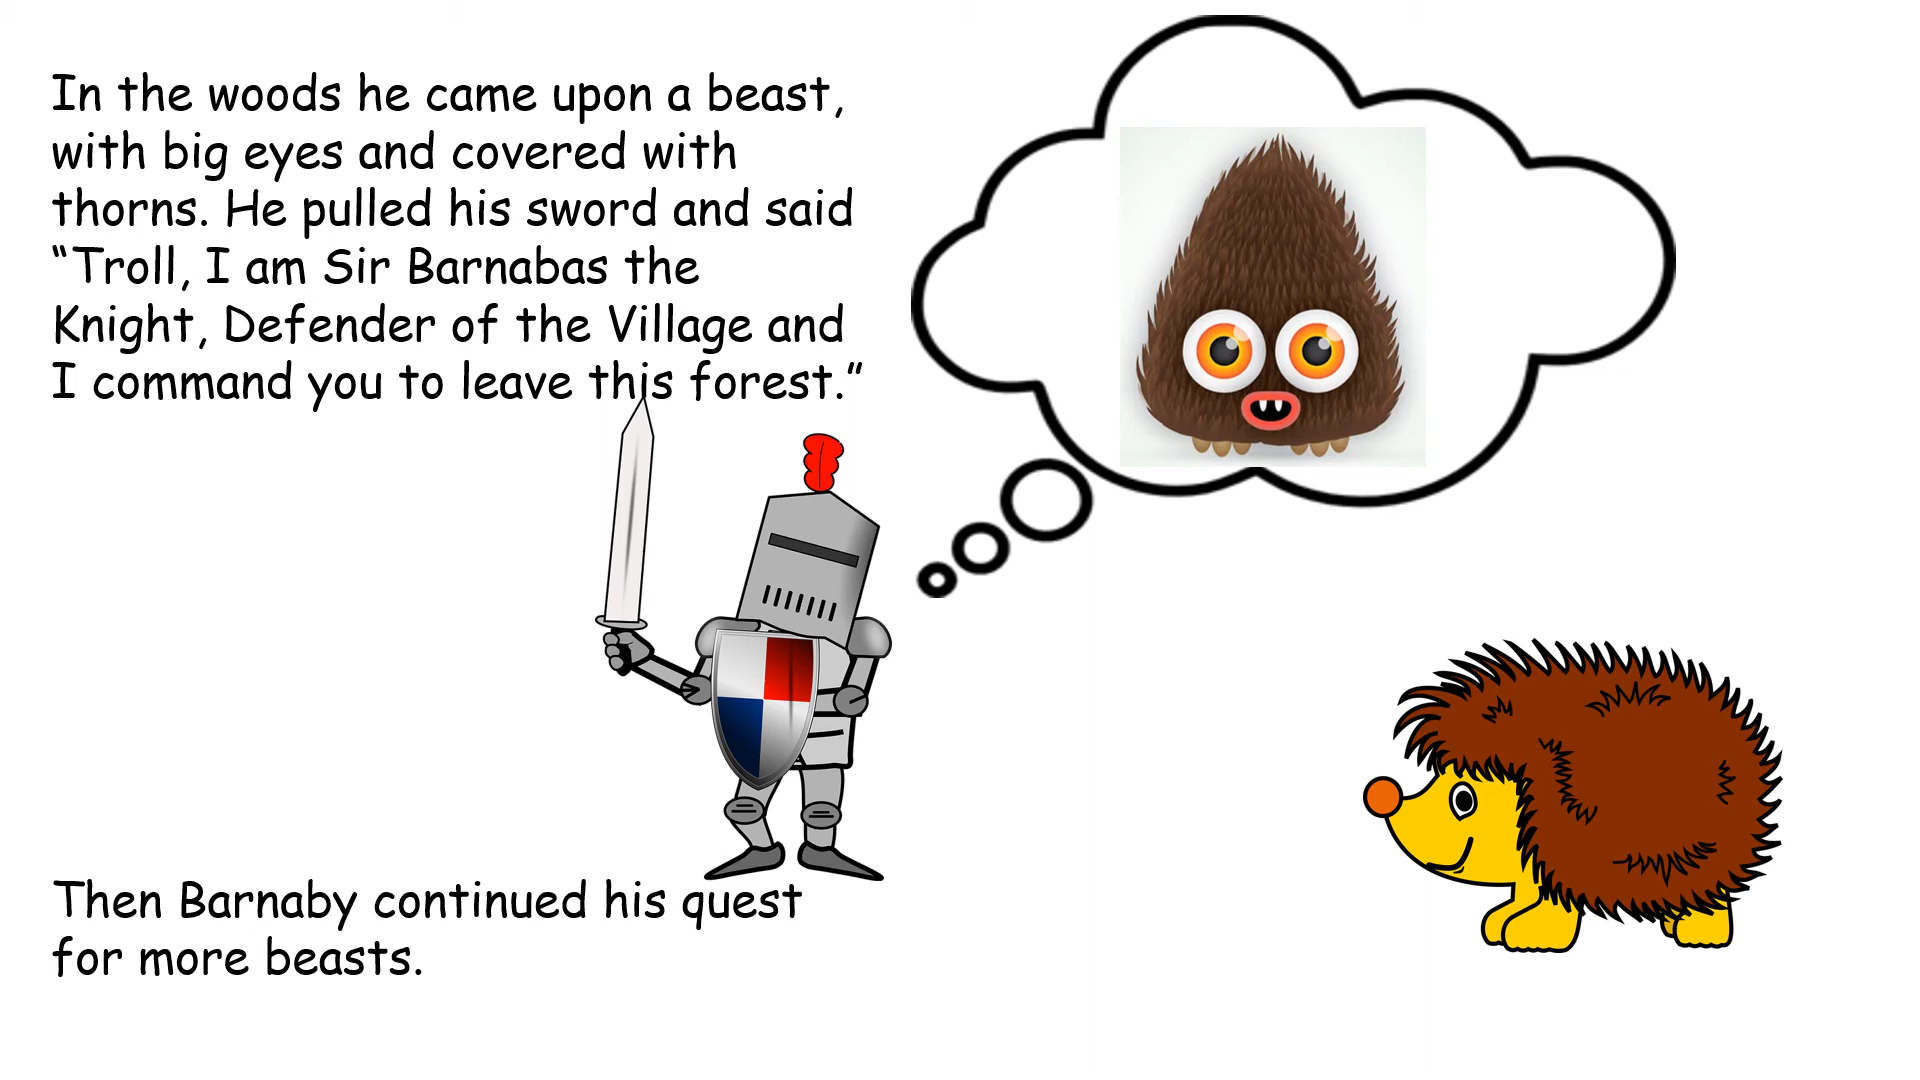 In the woods he came upon a beast,
with big eyes and covered with
thorns. He pulled his sword and said
“Troll, I am Sir Barnabas the
Knight, Defender of the Village and
I command you to leave this forest.”
Then Barnaby continued his quest
for more beasts.